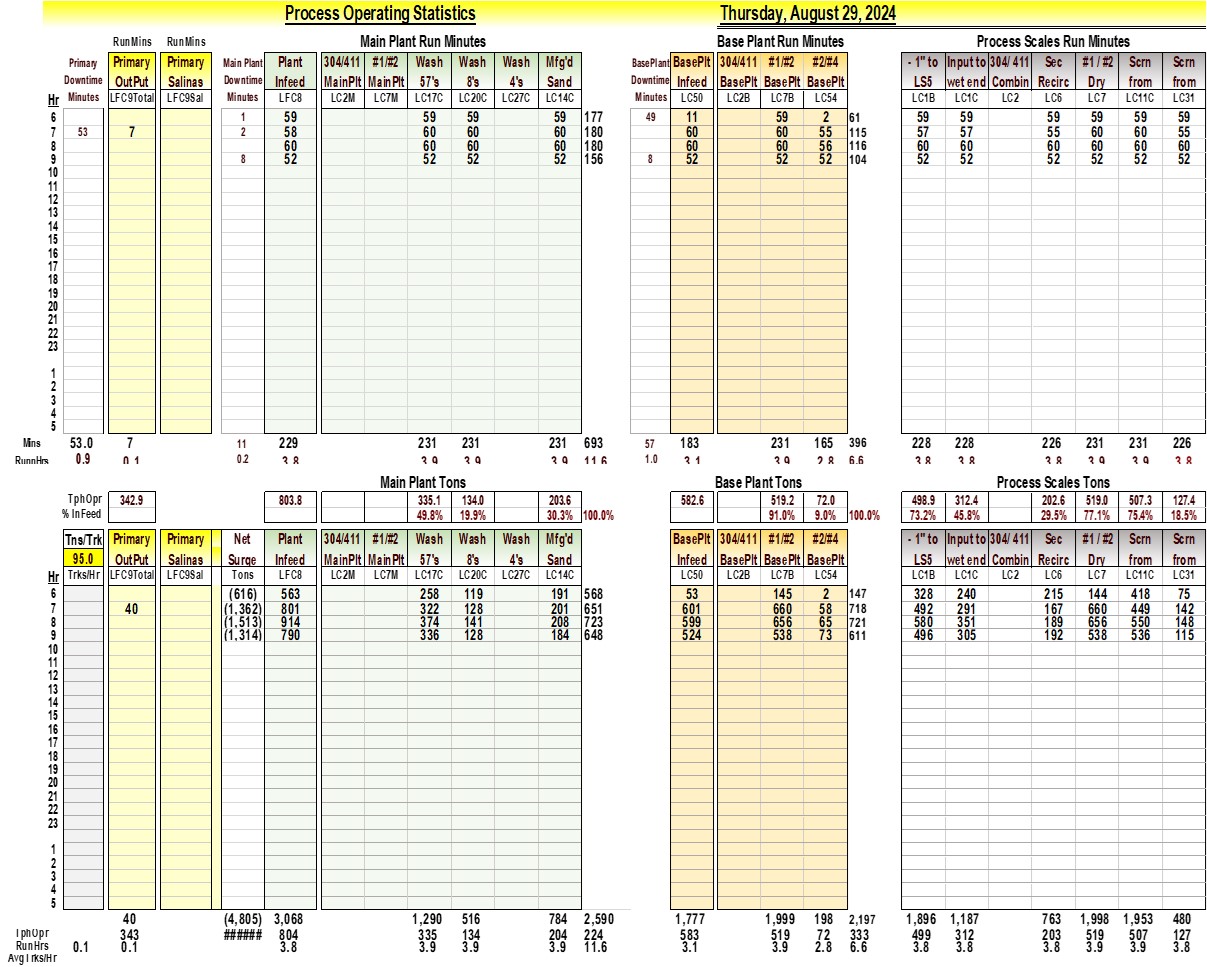 Process Operating Statistics Thursday, August 29, 2024
RunMins RunMins Main Plant Run Minutes Base Plant Run Minutes Process Scales Run Minutes
Primary Primary Primary Main Plant Plant 304/411 #1/#2 Wash Wash Wash Mfg'd BasePlant BasePlt 304/411 #1/#2 #2/#4 - 1" to Input to 304/ 411 Sec #1 / #2 Scrn Scrn
Downtime OutPut Salinas Downtime Infeed MainPlt MainPlt 57's 8's 4's Sand Downtime Infeed BasePlt BasePlt BasePlt LS5 wet end Combin Recirc Dry from from
Hr Minutes LFC9Total LFC9Sal Minutes LFC8 LC2M LC7M LC17C LC20C LC27C LC14C Minutes LC50 LC2B LC7B LC54 LC1B LC1C LC2 LC6 LC7 LC11C LC31
6 1 59 59 59 59 177 49 11 59 2 61 59 59 59 59 59 59
7 53 7 2 58 60 60 60 180 60 60 55 115 57 57 55 60 60 55
8 60 60 60 60 180 60 60 56 116 60 60 60 60 60 60
9 8 52 52 52 52 156 8 52 52 52 104 52 52 52 52 52 52
10
11
12
13
14
15
16
17
18
19
20
21
22
23
1
2
3
4
5
Mins 53.0 7 11 229 231 231 231 693 57 183 231 165 396 228 228 226 231 231 226
RunnHrs 0.9 0.1 0.2 3.8 3.9 3.9 3.9 11.6 1.0 3.1 3.9 2.8 6.6 3.8 3.8 3.8 3.9 3.9 3.8
Main Plant Tons Base Plant Tons Process Scales Tons
TphOpr 342.9 803.8 335.1 134.0 203.6 582.6 519.2 72.0 498.9 312.4 202.6 519.0 507.3 127.4
% InFeed 49.8% 19.9% 30.3% 100.0% 91.0% 9.0% 100.0% 73.2% 45.8% 29.5% 77.1% 75.4% 18.5%
Tns/Trk Primary Primary Net Plant 304/411 #1/#2 Wash Wash Wash Mfg'd BasePlt 304/411 #1/#2 #2/#4 - 1" to Input to 304/ 411 Sec #1 / #2 Scrn Scrn
95.0 OutPut Salinas Surge Infeed MainPlt MainPlt 57's 8's 4's Sand Infeed BasePlt BasePlt BasePlt LS5 wet end Combin Recirc Dry from from
Hr Trks/Hr LFC9Total LFC9Sal Tons LFC8 LC2M LC7M LC17C LC20C LC27C LC14C LC50 LC2B LC7B LC54 LC1B LC1C LC2 LC6 LC7 LC11C LC31
6 (616) 563 258 119 191 568 53 145 2 147 328 240 215 144 418 75
7 40 (1,362) 801 322 128 201 651 601 660 58 718 492 291 167 660 449 142
8 (1,513) 914 374 141 208 723 599 656 65 721 580 351 189 656 550 148
9 (1,314) 790 336 128 184 648 524 538 73 611 496 305 192 538 536 115
10
11
12
13
14
15
16
17
18
19
20
21
22
23
1
2
3
4
5
40 (4,805) 3,068 1,290 516 784 2,590 1,777 1,999 198 2,197 1,896 1,187 763 1,998 1,953 480
TphOpr 343 ###### 804 335 134 204 224 583 519 72 333 499 312 203 519 507 127
RunHrs 0.1 0.1 3.8 3.9 3.9 3.9 11.6 3.1 3.9 2.8 6.6 3.8 3.8 3.8 3.9 3.9 3.8
AvgTrks/Hr